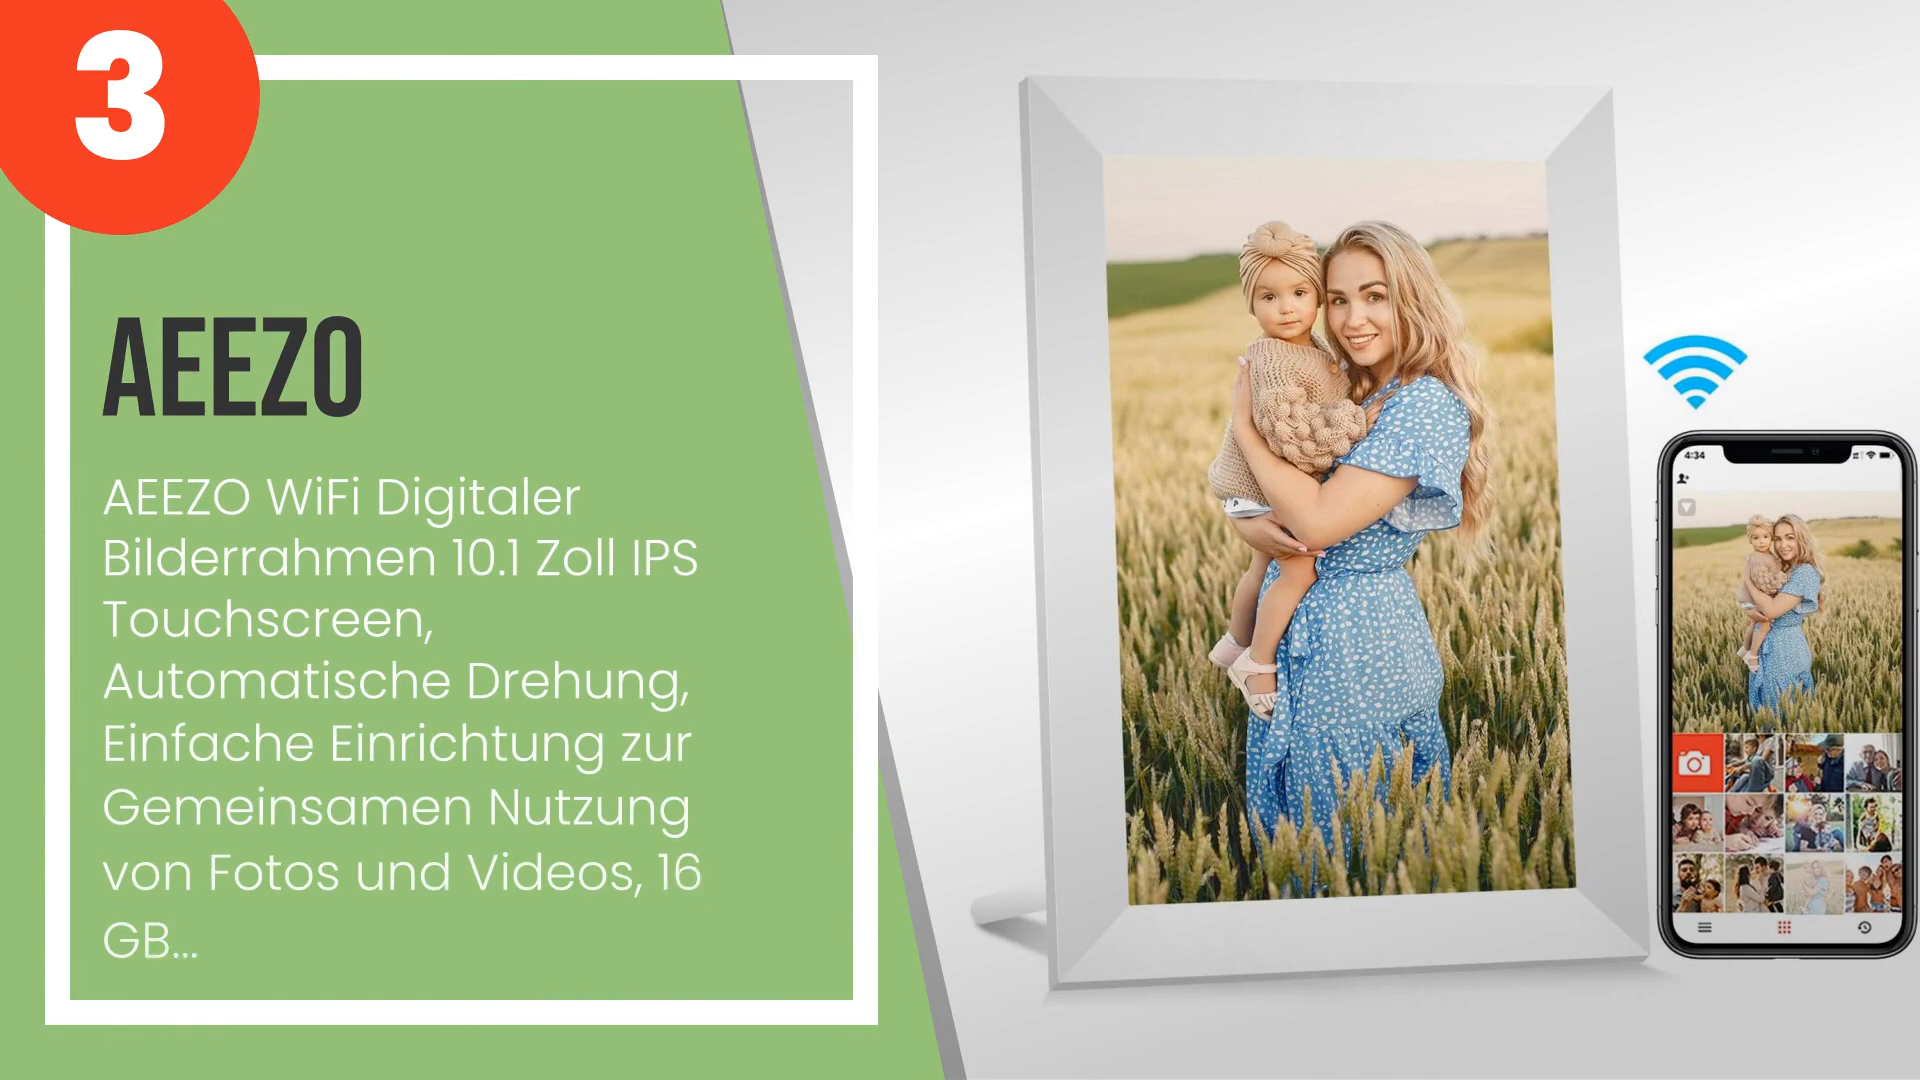 3
AEEZO
AEEZO WiFi Digitaler
Bilderrahmen 10.1 Zoll IPS
Touchscreen,
Automatische Drehung,
Einfache Einrichtung zur
Gemeinsamen Nutzung
von Fotos und Videos, 16
GB...
4:34